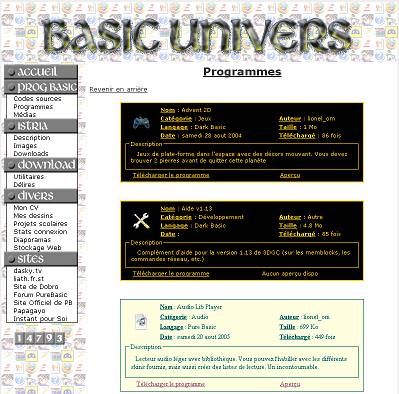 BASIC UNIVERS
ACCUEIL
PROG BASIC
Codes sources
Programmes
Médias
ISTRIA
Description
Images
Downloads
DOWNLOAD
Utilitaires
Délires
DIVERS
Mon CV
Mes dessins
Projets scolaires
Stats connexion
Diaporamas
Stockage Web
SITES
dasky.tv
liath.fr.st
Site de Dobro
Forum PureBasic
Site Officiel de PB
Papagayo
Instant pour Soi
14793
Programmes
Revenir en arrière
Nom : Advent 2D
Catégorie : Jeux
Auteur : lionel_om
Langage : Dark Basic
Taille : 1 Mo
Date : samedi 28 aout 2004
Téléchargé : 86 fois
Description
Jeux de plate-forme dans l'espace avec des décors mouvant. Vous devez
trouver 2 pierres avant de quitter cette planète
Télécharger le programme
Aperçu
Nom : Aide v1.13
Catégorie : Développement
Auteur : Autre
Langage : Dark Basic
Taille : 4.8 Mo
Date :
Téléchargé : 85 fois
Description
Complément d'aide pour la version 1.13 de 3DGC (sur les memblocks, les
commandes réseau, etc.)
Télécharger le programme
Aucun aperçu dispo
Nom : Audio Lib Player
Catégorie : Audio
Auteur : lionel_om
Langage : Pure Basic
Taille : 699 Ko
Date : samedi 20 aout 2005
Téléchargé : 449 fois
Description
Lecteur audio léger avec bibliothèque. Vous pouvez l'habiller avec les différents
skins fournis, mais aussi créer des listes de lecture. Un incontournable.
Télécharger le programme
Aperçu